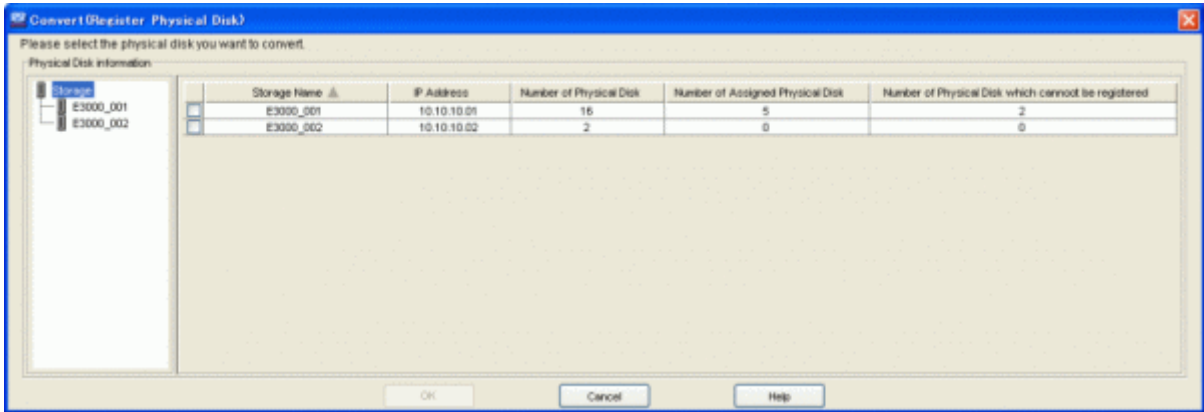 Convert(Register Physical Disk)
Please select the physical disk you want to convert.
Physical Disk information
Storage
E3000_001
E3000_002
Storage Name IP Address Number of Physical Disk Number of Assigned Physical Disk Number of Physical Disk which cannoot be registered
E3000_001 10.10.10.01 16 5 2
E3000_002 10.10.10.02 2 0 0
OK Cancel Help